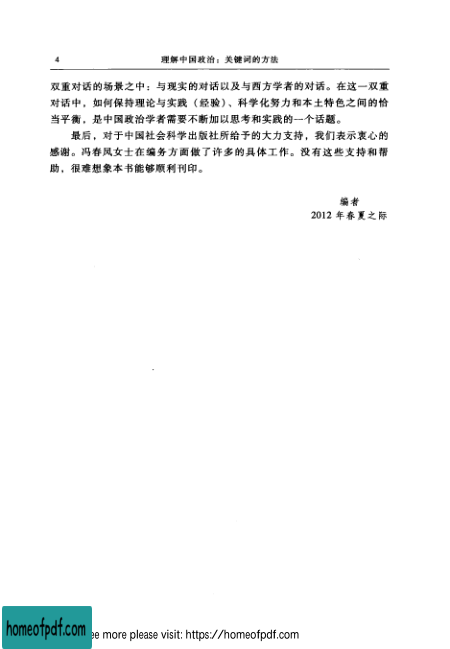 4 理解中国政治：关键词的方法
双重对话的场景之中：与现实的对话以及与西方学者的对话。在这一双重
对话中，如何保持理论与实践（经验）、科学化努力和本土特色之间的恰
当平衡，是中国政治学者需要不断加以思考和实践的一个话题。
最后，对于中国社会科学出版社所给予的大力支持，我们表示衷心的
感谢。冯春凤女士在编务方面做了许多的具体工作。没有这些支持和帮
助，很难想象本书能够顺利刊印。
编者
2012 年春夏之际
homeofpdf.com
ee more please visit: https://homeofpdf.com